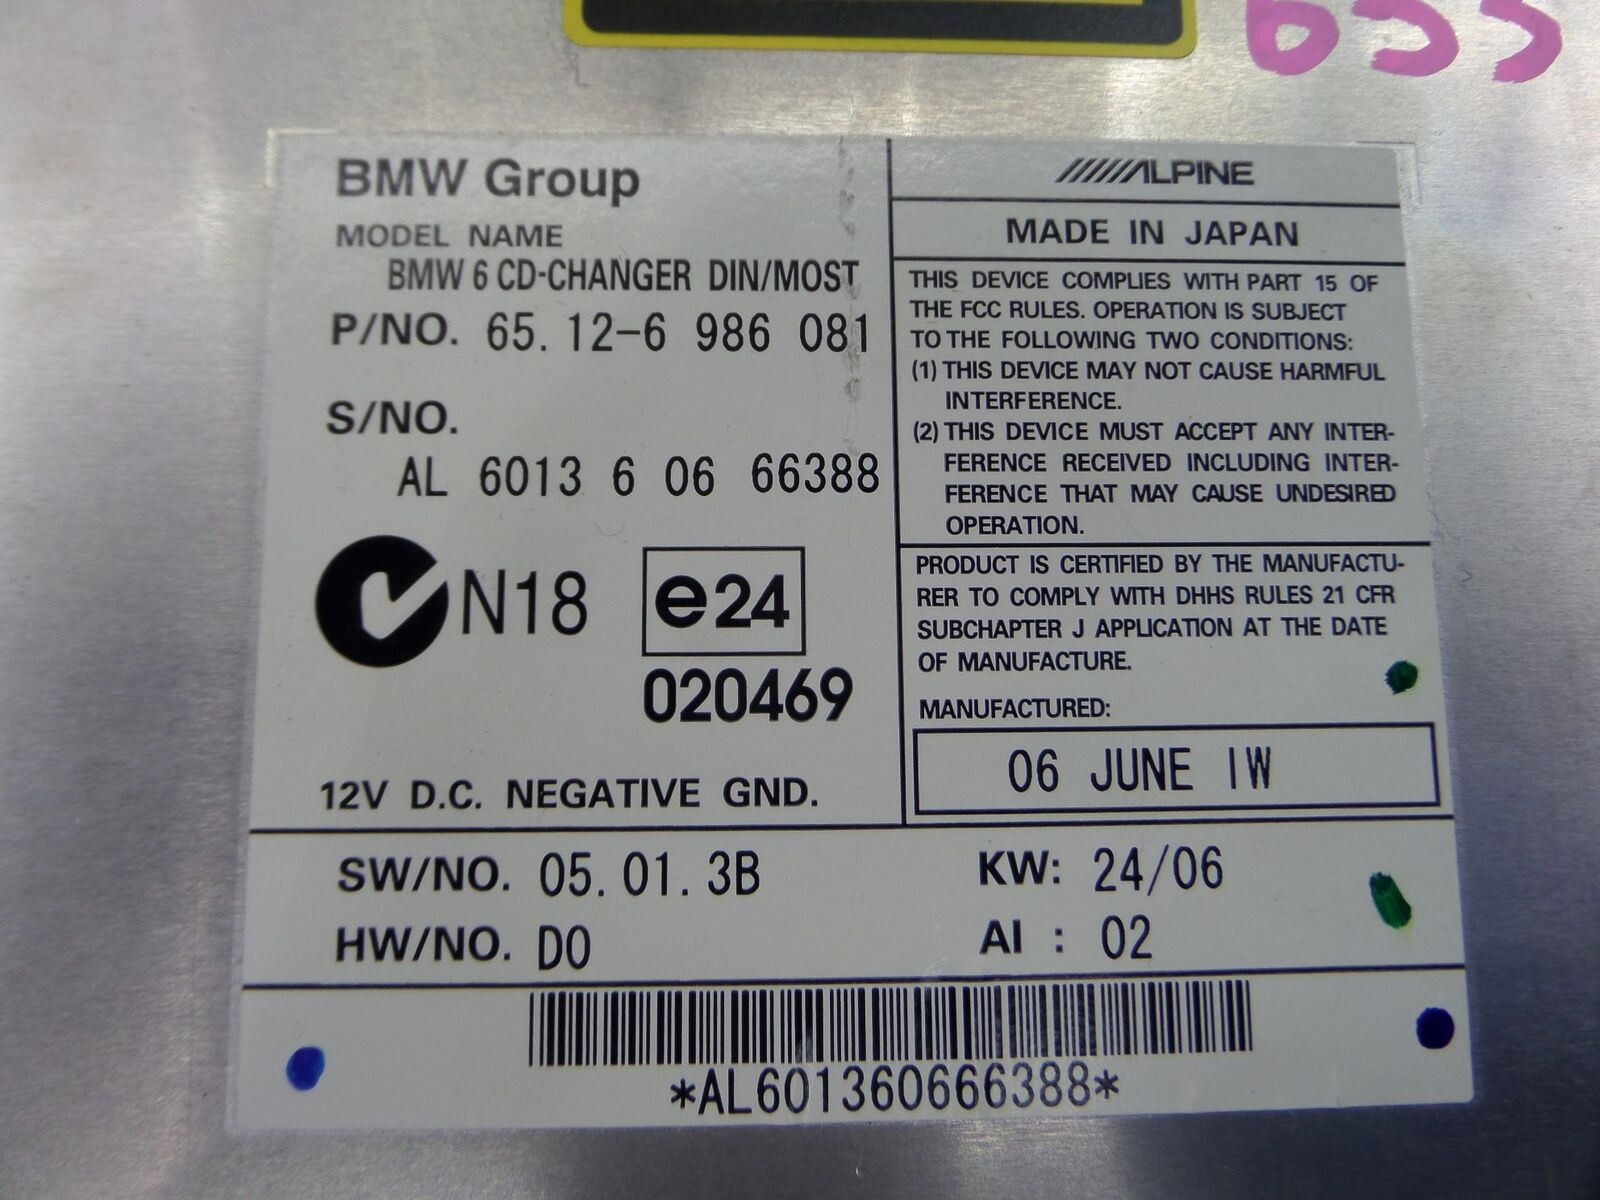 BMW Group
MODEL NAME
BMW 6 CD-CHANGER DIN/MOST
P/NO. 65. 12-6 986 081
S/NO.
AL 6013 6 06 66388
N18
e24
020469
12V D.C. NEGATIVE GND.
ALPINE
MADE IN JAPAN
THIS DEVICE COMPLIES WITH PART 15 OF
THE FCC RULES. OPERATION IS SUBJECT
TO THE FOLLOWING TWO CONDITIONS:
(1) THIS DEVICE MAY NOT CAUSE HARMFUL
INTERFERENCE.
(2) THIS DEVICE MUST ACCEPT ANY INTER-
FERENCE RECEIVED INCLUDING INTER-
FERENCE THAT MAY CAUSE UNDESIRED
OPERATION.
PRODUCT IS CERTIFIED BY THE MANUFACTU-
RER TO COMPLY WITH DHHS RULES 21 CFR
SUBCHAPTER J APPLICATION AT THE DATE
OF MANUFACTURE.
MANUFACTURED:
06 JUNE IW
SW/NO. 05. 01. 3B
KW: 24/06
HW/NO. D0
AI : 02
*AL601360666388*